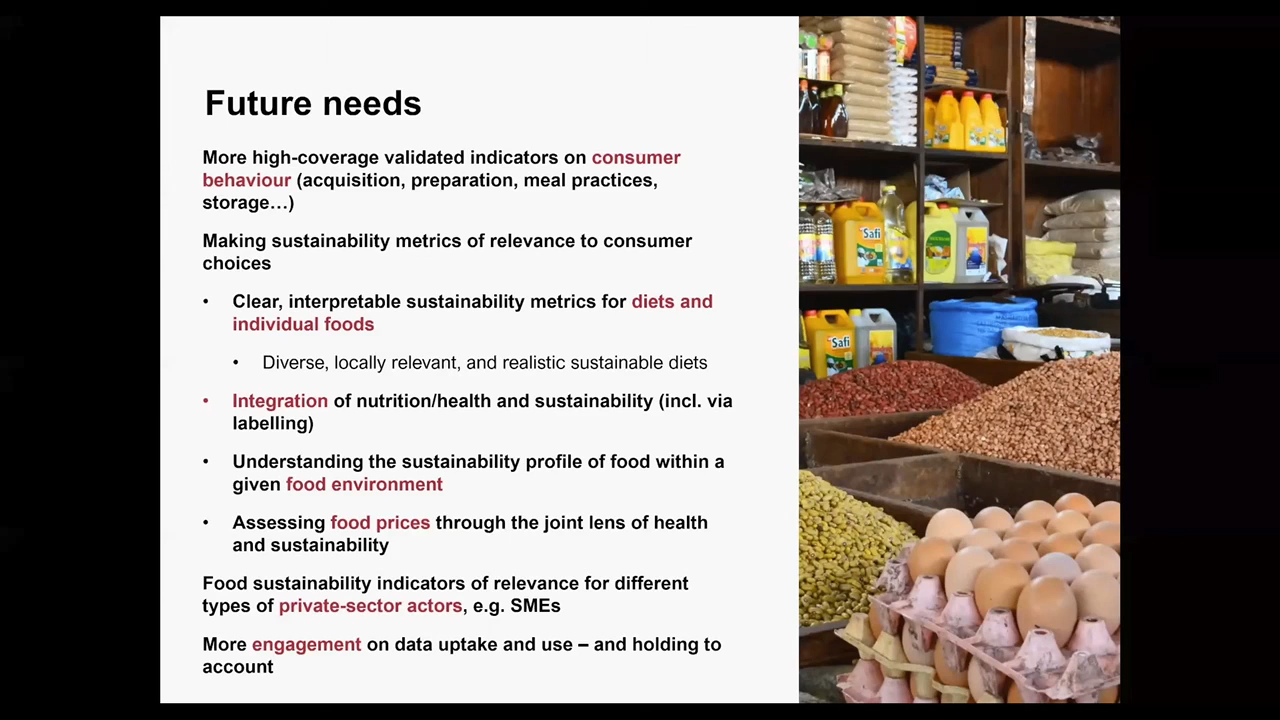 Future needs
More high-coverage validated indicators on consumer
behaviour (acquisition, preparation, meal practices,
storage…)
Making sustainability metrics of relevance to consumer
choices
• Clear, interpretable sustainability metrics for diets and
individual foods
• Diverse, locally relevant, and realistic sustainable diets
• Integration of nutrition/health and sustainability (incl. via
labelling)
• Understanding the sustainability profile of food within a
given food environment
• Assessing food prices through the joint lens of health
and sustainability
Food sustainability indicators of relevance for different
types of private-sector actors, e.g. SMEs
More engagement on data uptake and use – and holding to
account
Safi
Safi